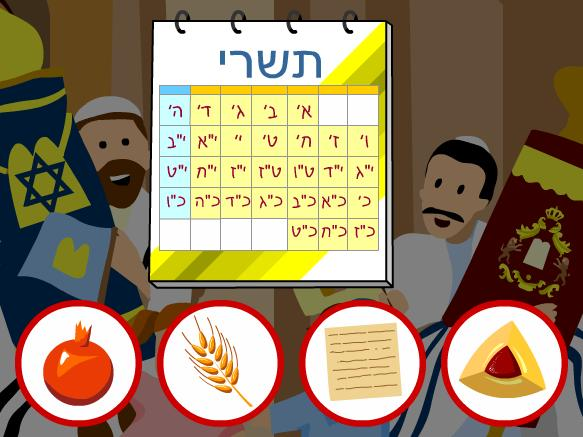 תשרי
א׳ ב׳ ג׳ ד׳ ה׳
ו׳ ז׳ ח׳ ט׳ י׳ י"א י"ב
י"ג י"ד ט"ו ט"ז י"ז י"ח י"ט
כ׳ כ"א כ"ב כ"ג כ"ד כ"ה כ"ו
כ"ז כ"ח כ"ט